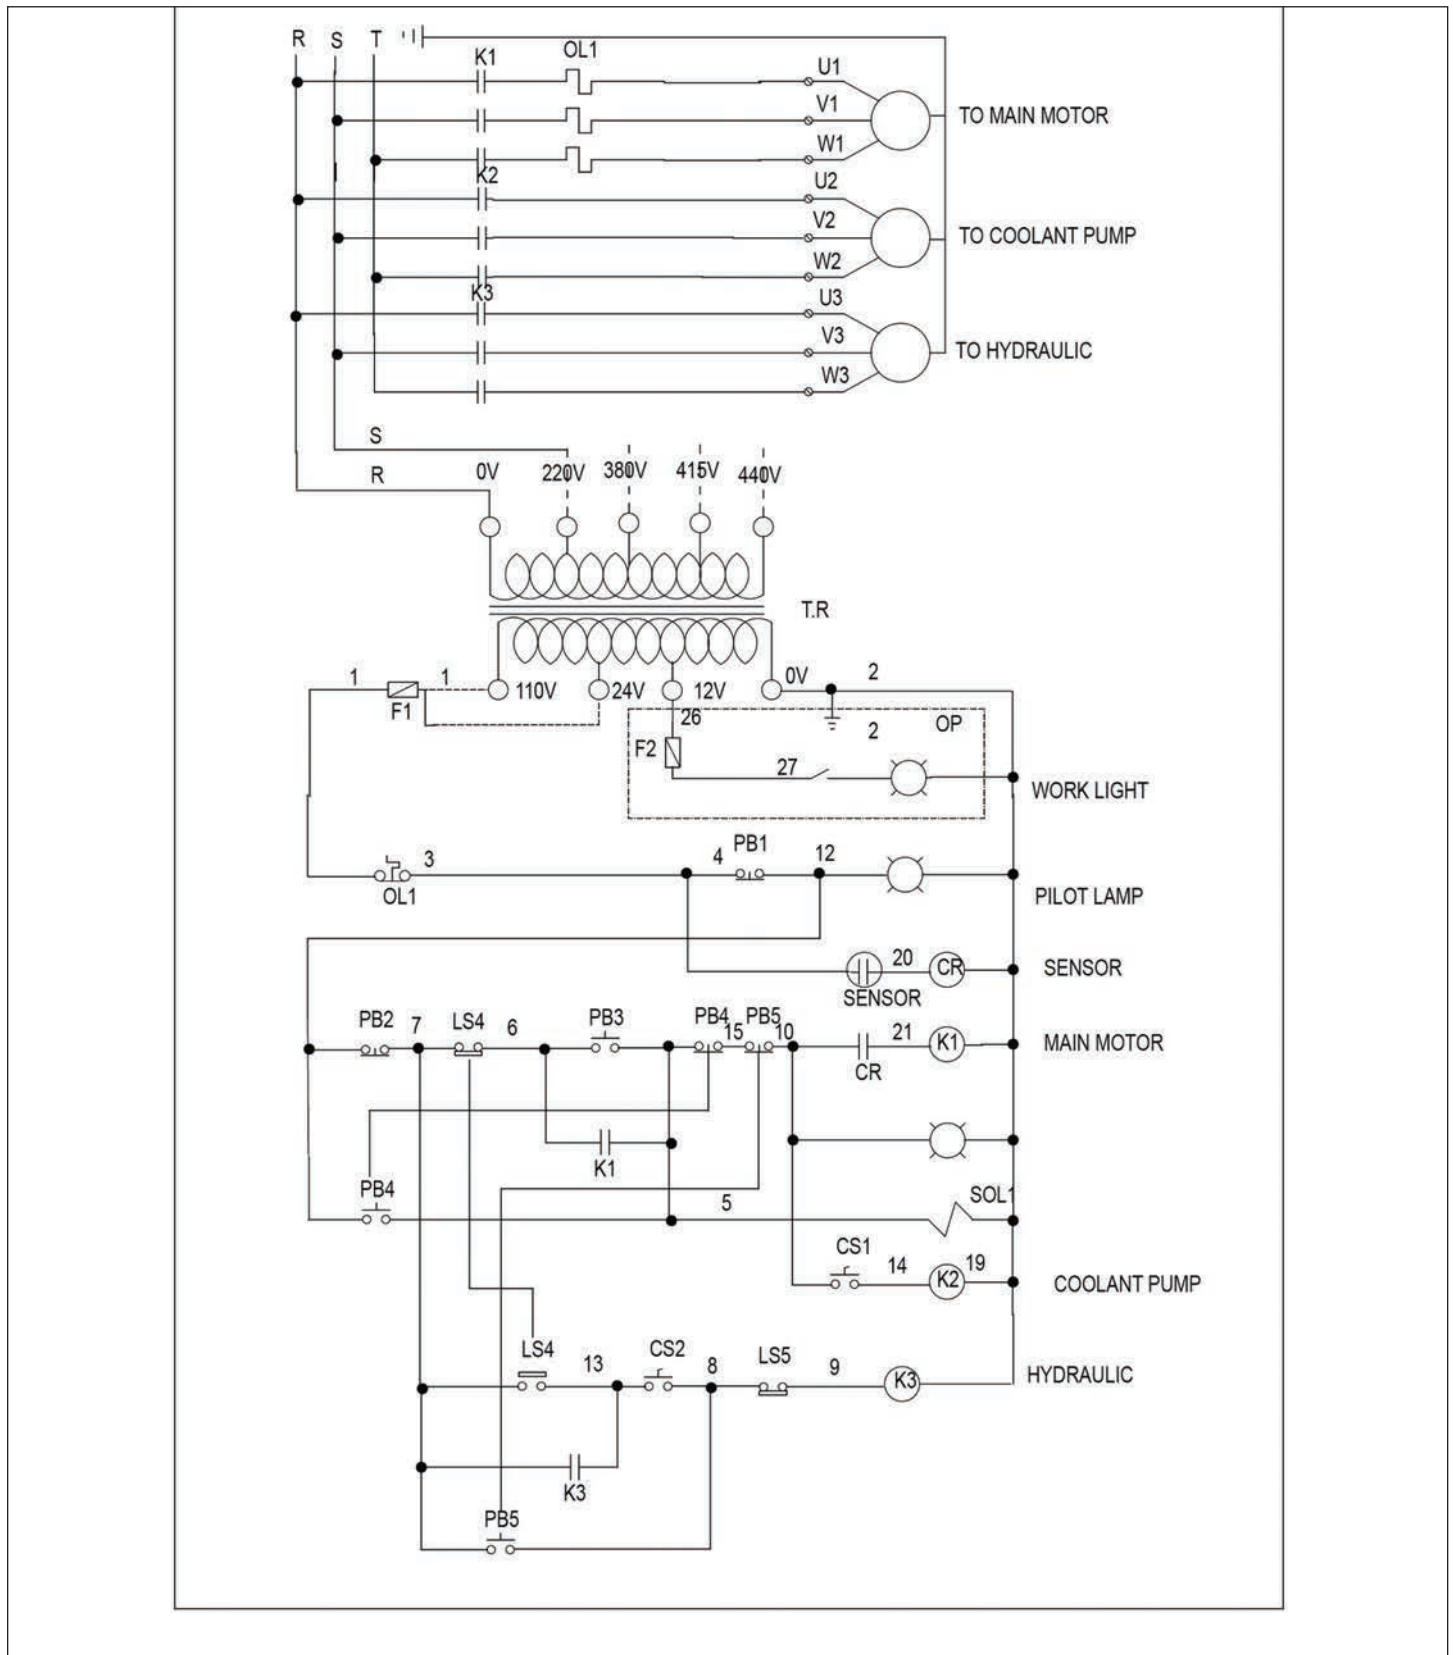 R S T
K1 OL1 U1
V1 TO MAIN MOTOR
W1
K2 U2
V2 TO COOLANT PUMP
W2
K3 U3
V3 TO HYDRAULIC
W3
S
R 0V 220V 380V 415V 440V
T.R
1 1 110V 24V 12V 0V 2
F1 26 2 OP
F2 27 WORK LIGHT
3 4 PB1 12
OL1 PILOT LAMP
20 CR SENSOR
SENSOR
PB2 7 LS4 6 PB3 PB4 15 PB5 10 21 K1 MAIN MOTOR
CR
K1
PB4 5 SOL1
CS1 14 K2 19 COOLANT PUMP
LS4 13 CS2 8 LS5 9 K3 HYDRAULIC
K3
PB5